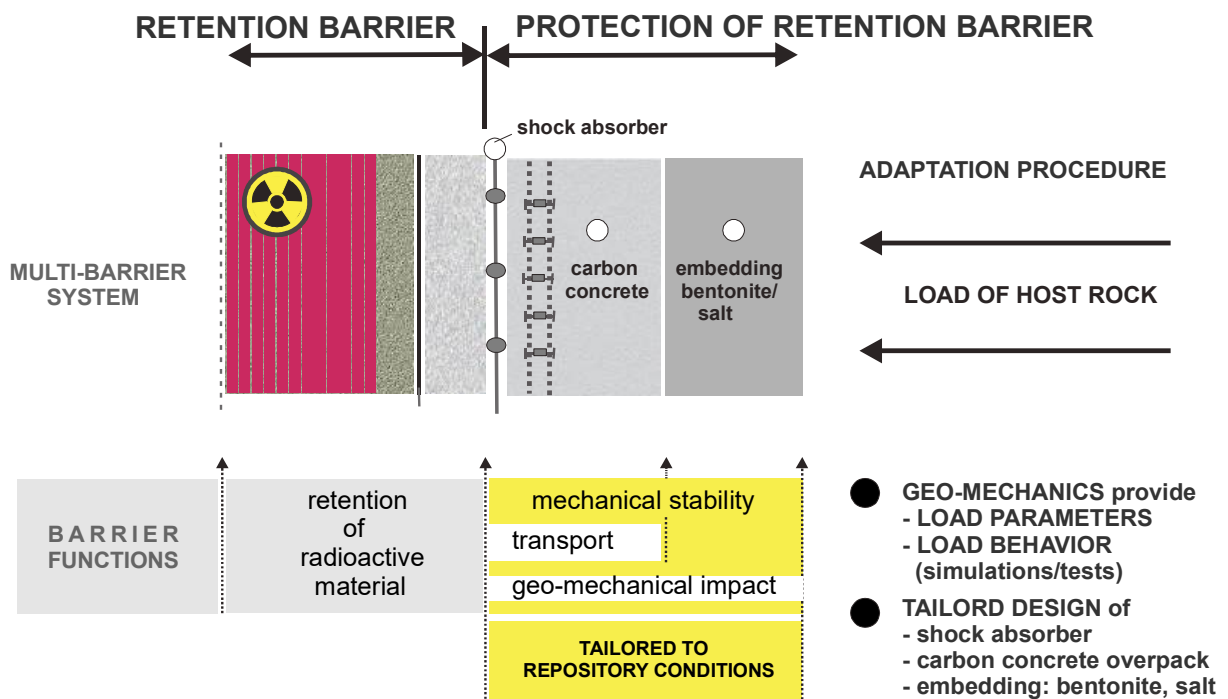 RETENTION BARRIER
PROTECTION OF RETENTION BARRIER
shock absorber
ADAPTATION PROCEDURE
MULTI-BARRIER
SYSTEM
carbon
concrete
embedding
bentonite/
salt
LOAD OF HOST ROCK
BARRIER
FUNCTIONS
retention
of
radioactive
material
mechanical stability
transport
geo-mechanical impact
TAILORED TO
REPOSITORY CONDITIONS
GEO-MECHANICS provide
- LOAD PARAMETERS
- LOAD BEHAVIOR
(simulations/tests)
TAILORD DESIGN of
- shock absorber
- carbon concrete overpack
- embedding: bentonite, salt